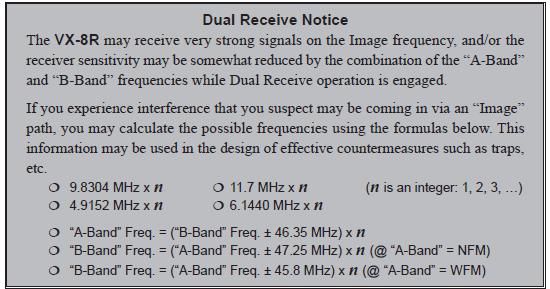 Dual Receive Notice
The VX-8R may receive very strong signals on the Image frequency, and/or the
receiver sensitivity may be somewhat reduced by the combination of the “A-Band”
and “B-Band” frequencies while Dual Receive operation is engaged.
If you experience interference that you suspect may be coming in via an “Image”
path, you may calculate the possible frequencies using the formulas below. This
information may be used in the design of effective countermeasures such as traps,
etc.
❍ 9.8304 MHz x n ❍ 11.7 MHz x n (n is an integer: 1, 2, 3, …)
❍ 4.9152 MHz x n ❍ 6.1440 MHz x n
❍ “A-Band” Freq. = (“B-Band” Freq. ± 46.35 MHz) x n
❍ “B-Band” Freq. = (“A-Band” Freq. ± 47.25 MHz) x n (@ “A-Band” = NFM)
❍ “B-Band” Freq. = (“A-Band” Freq. ± 45.8 MHz) x n (@ “A-Band” = WFM)